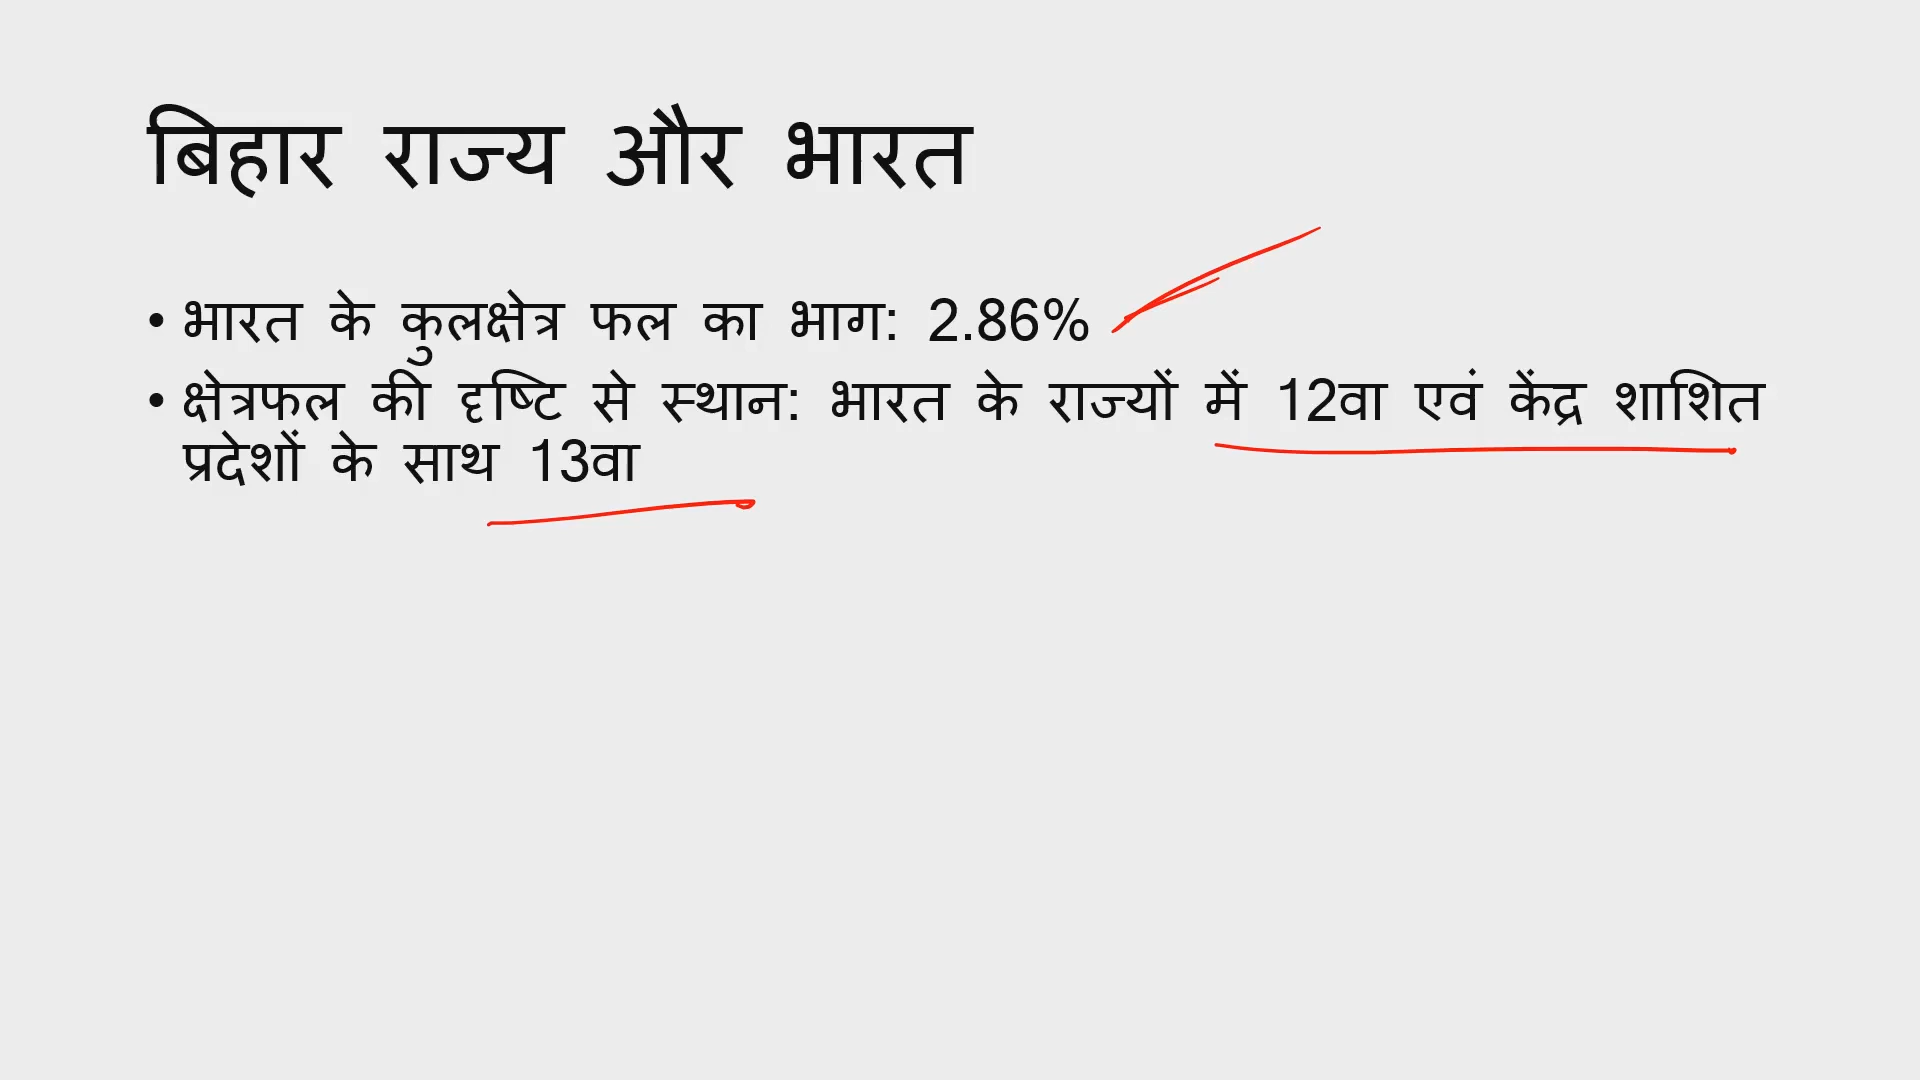 बिहार राज्य और भारत
• भारत के कुलक्षेत्र फल का भाग: 2.86%
• क्षेत्रफल की दृष्टि से स्थान: भारत के राज्यों में 12वा एवं केंद्र शाशित
प्रदेशों के साथ 13वा